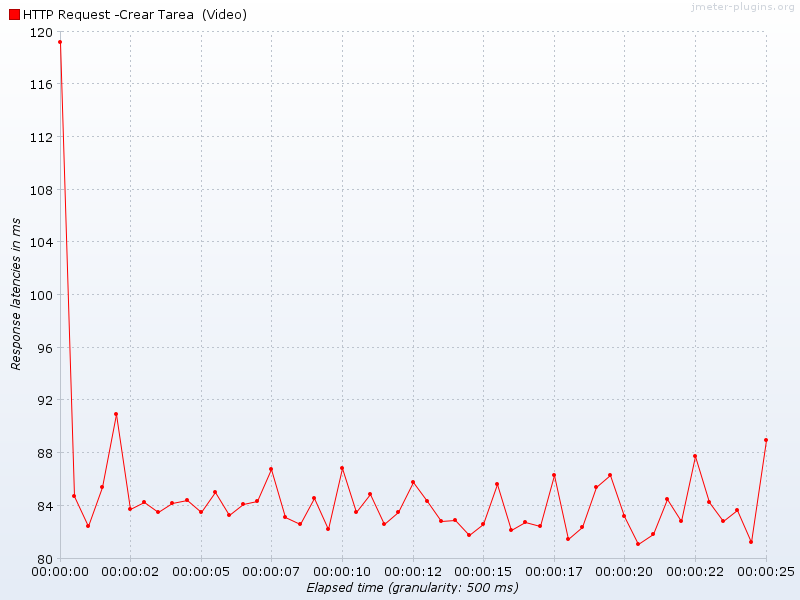 jmeter-plugins.org
HTTP Request -Crear Tarea  (Video)
120
116
112
108
104
100
96
92
88
84
80
Response latencies in ms
00:00:00 00:00:02 00:00:05 00:00:07 00:00:10 00:00:12 00:00:15 00:00:17 00:00:20 00:00:22 00:00:25
Elapsed time (granularity: 500 ms)